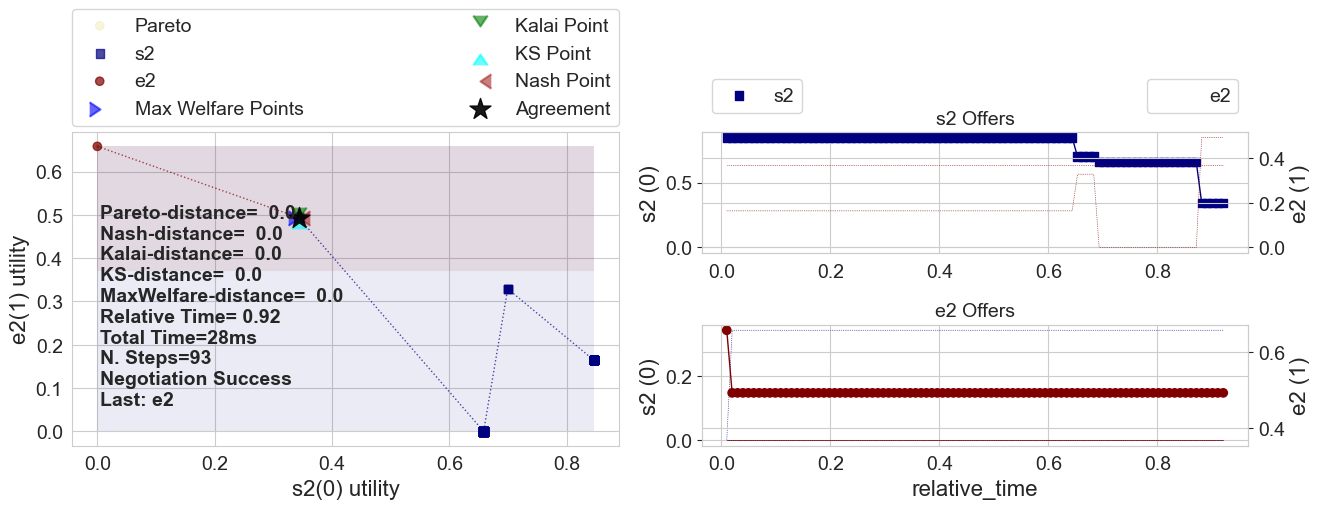 Pareto
s2
e2
Max Welfare Points
Kalai Point
KS Point
Nash Point
Agreement
0.6
0.5
0.4
0.3
0.2
0.1
0.0
e2(1) utility
Pareto-distance= 0.0
Nash-distance= 0.0
Kalai-distance= 0.0
KS-distance= 0.0
MaxWelfare-distance= 0.0
Relative Time= 0.92
Total Time=28ms
N. Steps=93
Negotiation Success
Last: e2
0.0 0.2 0.4 0.6 0.8
s2(0) utility
s2
e2
s2 Offers
s2 (0)
0.5
0.0
0.4
0.2
0.0
e2 (1)
0.0 0.2 0.4 0.6 0.8
e2 Offers
s2 (0)
0.2
0.0
0.6
0.4
e2 (1)
0.0 0.2 0.4 0.6 0.8
relative_time